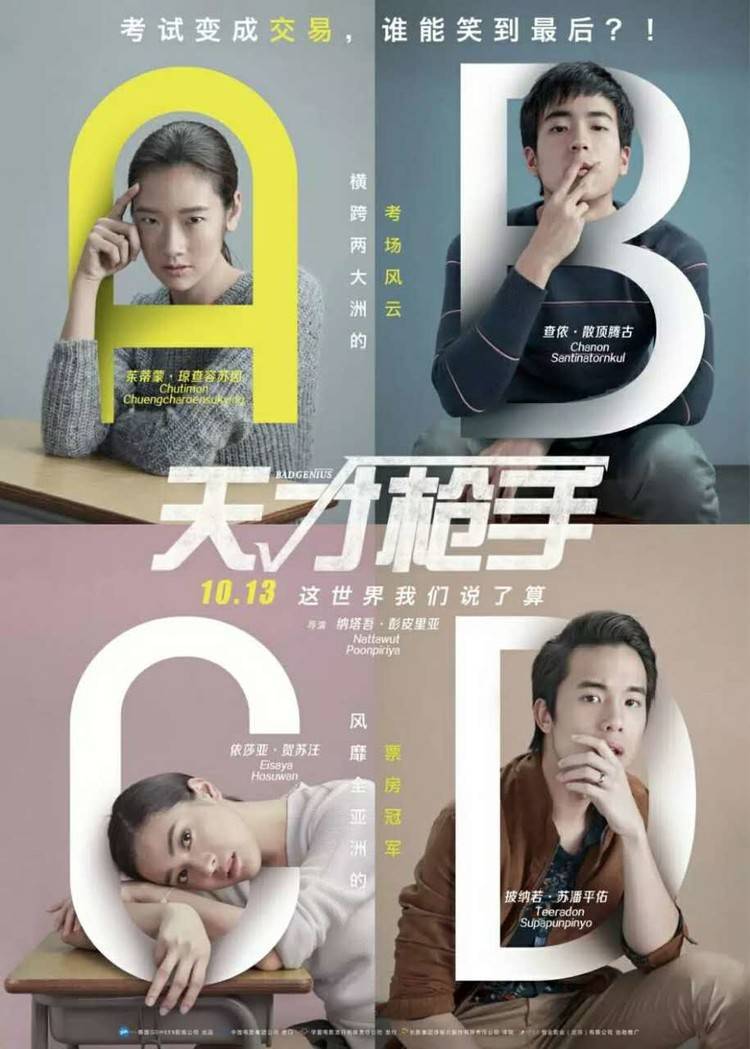 考试变成交易，谁能笑到最后？！
A
B
横跨两大洲的
考场风云
茱蒂蒙·琼查容苏因
Chutimon
Chuengcharoensukying
查侬·散顶腾古
Chanon
Santinatornkul
BAD GENIUS
天才枪手
10.13 这世界我们说了算
导演 纳塔吾·彭皮里亚
Nattawut
Poonpiriya
C
D
风靡全亚洲的
票房冠军
依莎亚·贺苏汪
Eisaya
Hosuwan
披纳若·苏潘平佑
Teeradon
Supapunpinyo